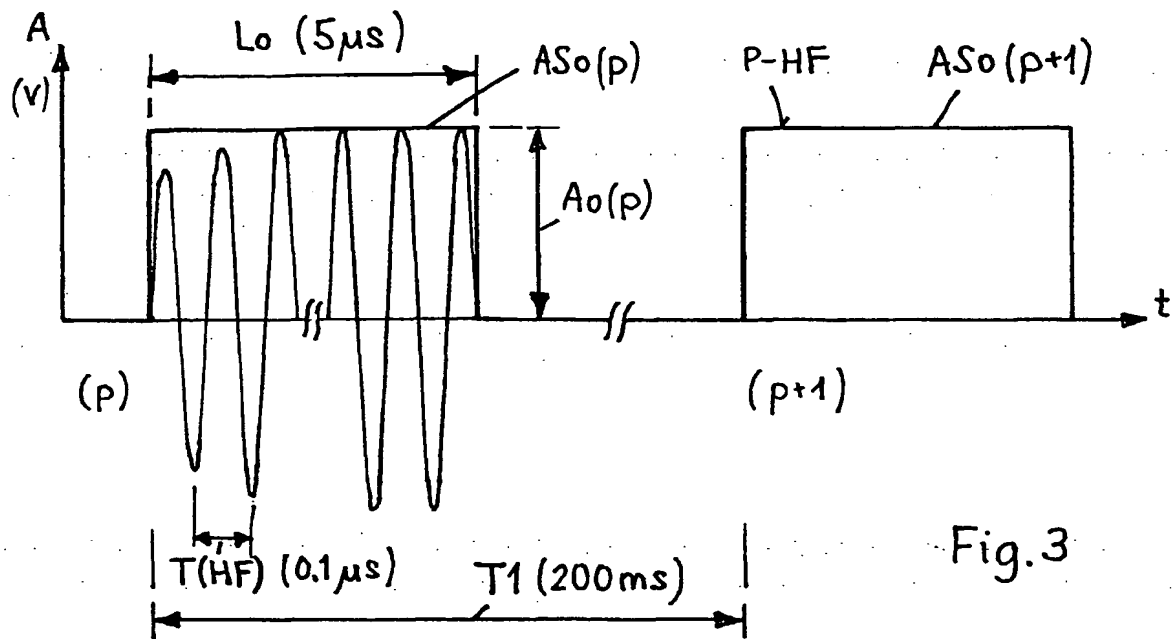 A
(v)
Lo (5µs)
ASo(p)
P-HF
ASo(p+1)
Ao(p)
t
(p)
(p+1)
T(HF) (0.1µs)
T1 (200ms)
Fig. 3